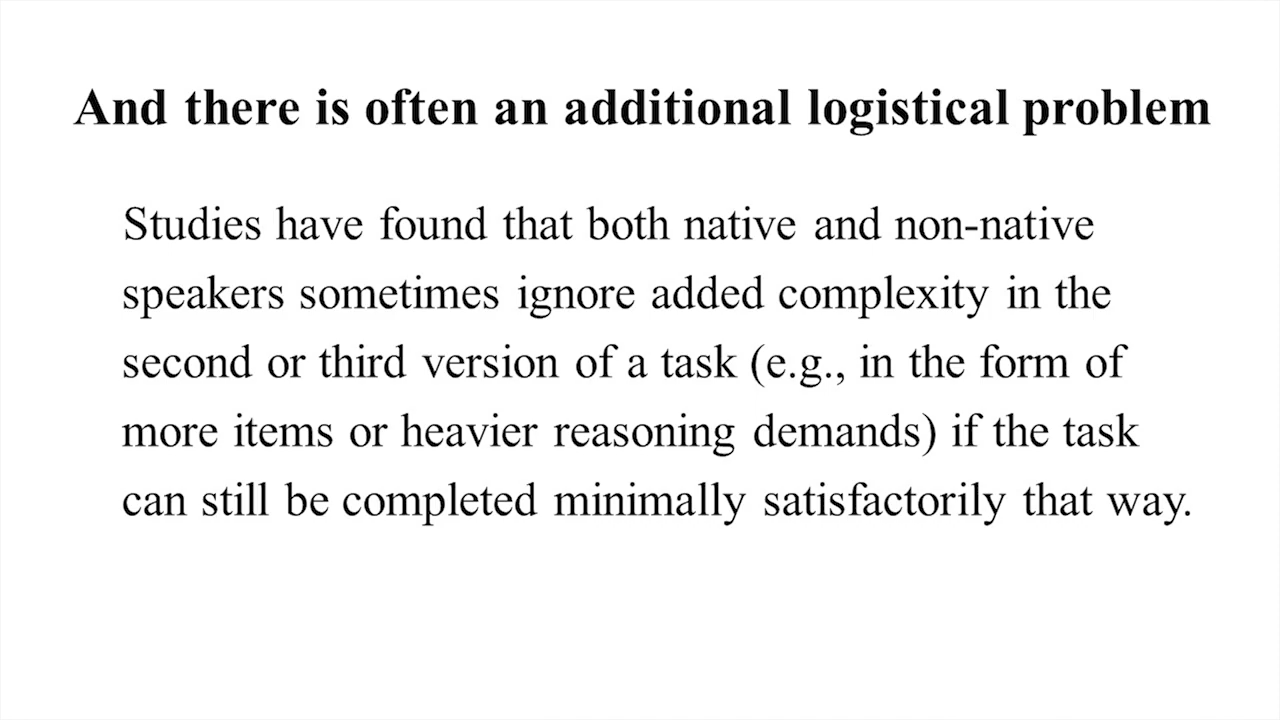 And there is often an additional logistical problem
Studies have found that both native and non-native
speakers sometimes ignore added complexity in the
second or third version of a task (e.g., in the form of
more items or heavier reasoning demands) if the task
can still be completed minimally satisfactorily that way.